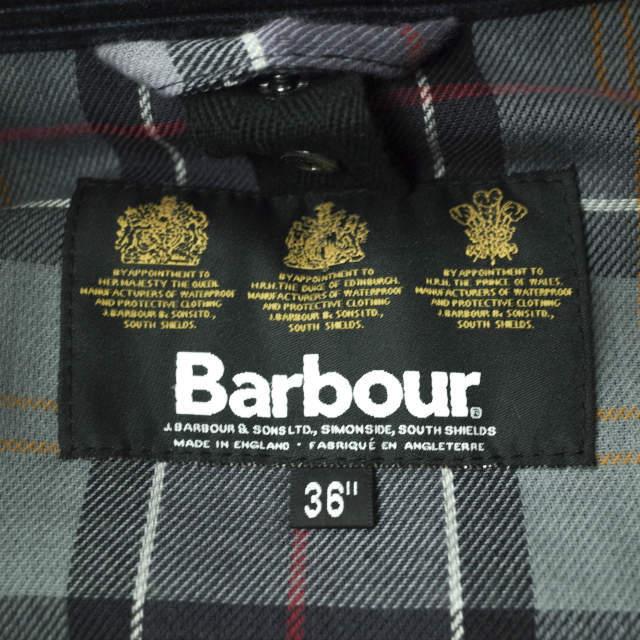 BY APPOINTMENT TO
HER MAJESTY THE QUEEN
MANUFACTURERS OF WATERPROOF
AND PROTECTIVE CLOTHING
J.BARBOUR & SONS LTD.,
SOUTH SHIELDS.
BY APPOINTMENT TO
H.R.H. THE DUKE OF EDINBURGH
MANUFACTURERS OF WATERPROOF
AND PROTECTIVE CLOTHING
J.BARBOUR & SONS LTD.,
SOUTH SHIELDS.
BY APPOINTMENT TO
H.R.H. THE PRINCE OF WALES
MANUFACTURERS OF WATERPROOF
AND PROTECTIVE CLOTHING
J.BARBOUR & SONS LTD.,
SOUTH SHIELDS.
Barbour®
J. BARBOUR & SONS LTD., SIMONSIDE, SOUTH SHIELDS
MADE IN ENGLAND · FABRIQUÉ EN ANGLETERRE
36"